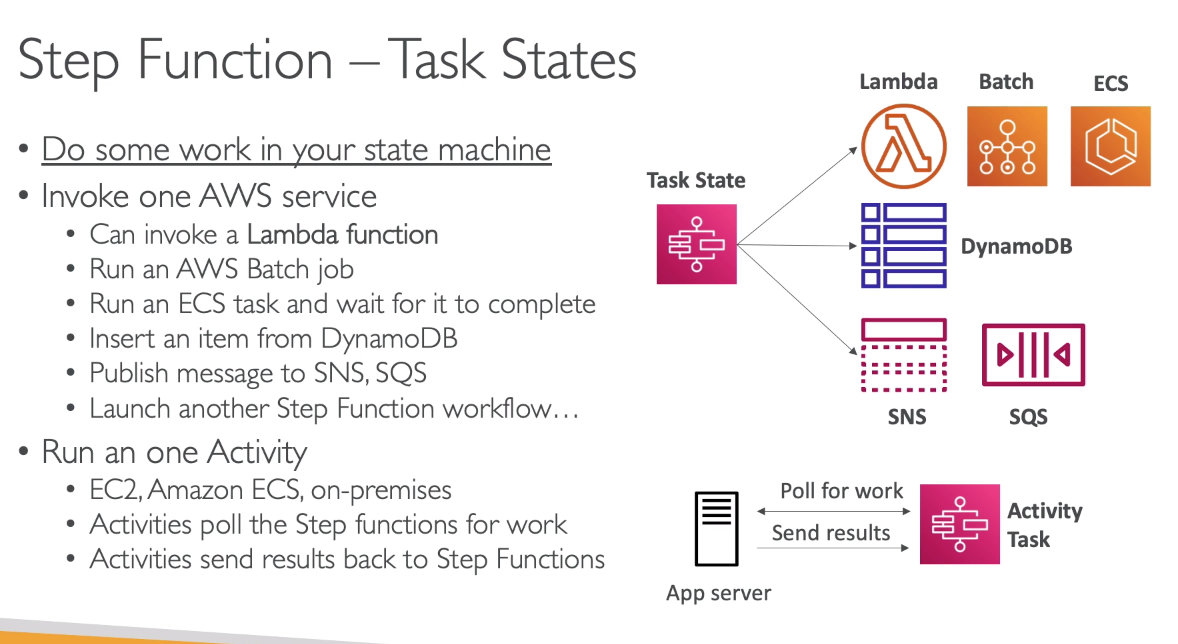 Step Function – Task States
• Do some work in your state machine
• Invoke one AWS service
• Can invoke a Lambda function
• Run an AWS Batch job
• Run an ECS task and wait for it to complete
• Insert an item from DynamoDB
• Publish message to SNS, SQS
• Launch another Step Function workflow…
• Run an one Activity
• EC2, Amazon ECS, on-premises
• Activities poll the Step functions for work
• Activities send results back to Step Functions
Lambda
Batch
ECS
Task State
DynamoDB
SNS
SQS
Poll for work
Send results
Activity
Task
App server